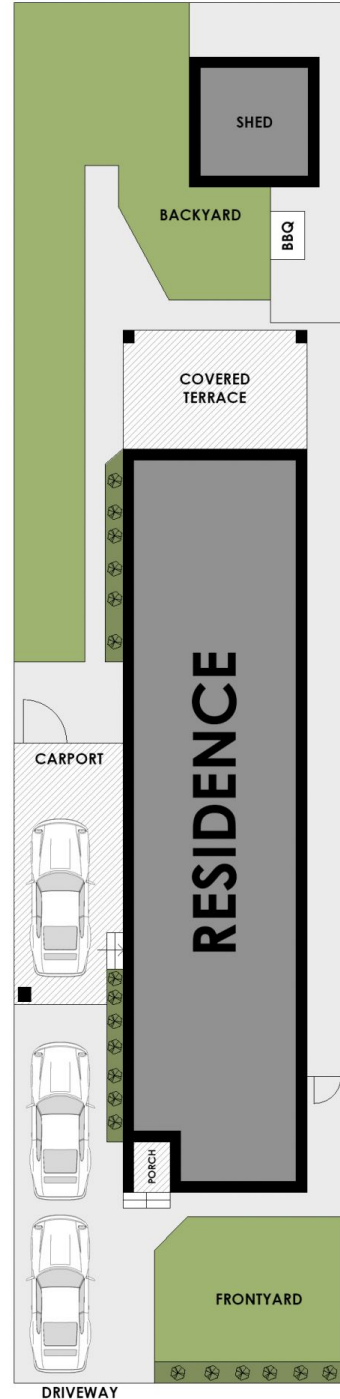 SHED
BACKYARD
BBQ
COVERED
TERRACE
RESIDENCE
CARPORT
PORCH
FRONTYARD
DRIVEWAY